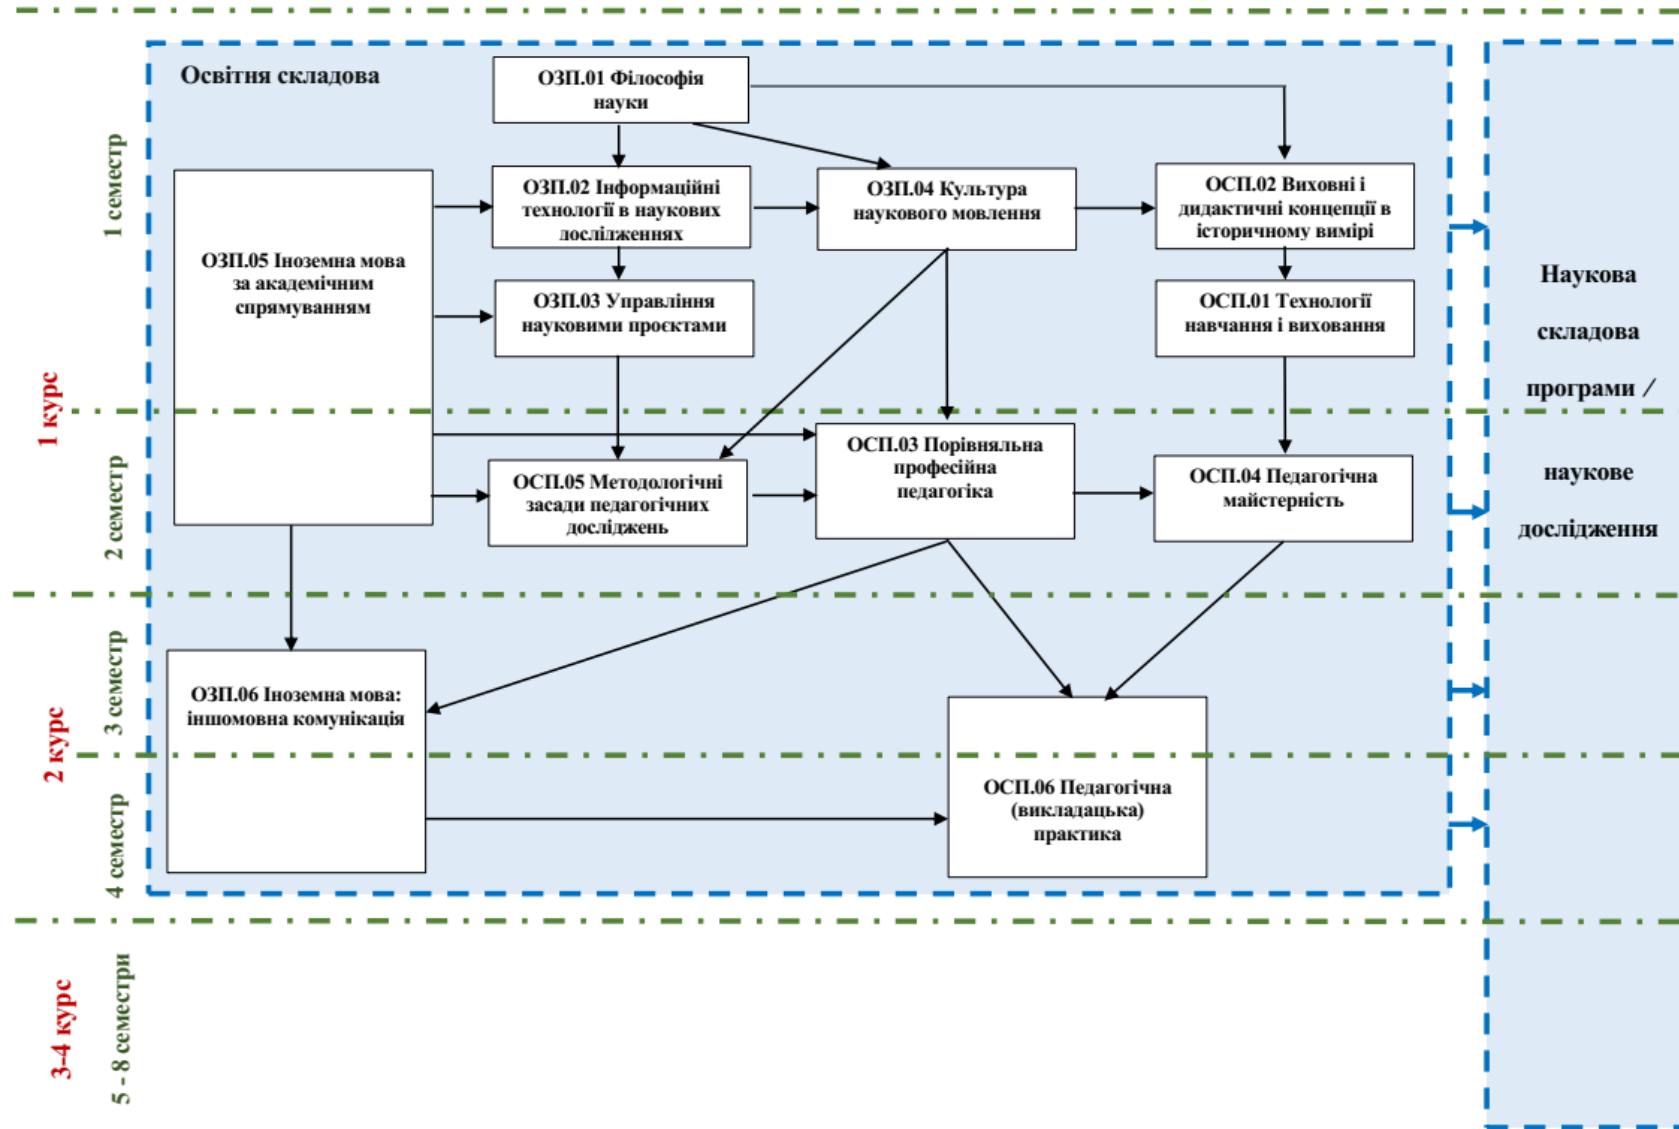 Освітня складова
ОЗП.01 Філософія
науки
1 семестр
ОЗП.02 Інформаційні
технології в наукових
дослідженнях
ОЗП.04 Культура
наукового мовлення
ОСП.02 Виховні і
дидактичні концепції в
історичному вимірі
ОЗП.05 Іноземна мова
за академічним
спрямуванням
ОЗП.03 Управління
науковими проєктами
ОСП.01 Технології
навчання і виховання
Наукова
складова
програми /
наукове
дослідження
1 курс
2 семестр
ОСП.05 Методологічні
засади педагогічних
досліджень
ОСП.03 Порівняльна
професійна
педагогіка
ОСП.04 Педагогічна
майстерність
2 курс
3 семестр
ОЗП.06 Іноземна мова:
іншомовна комунікація
4 семестр
ОСП.06 Педагогічна
(викладацька)
практика
3-4 курс
5 - 8 семестри